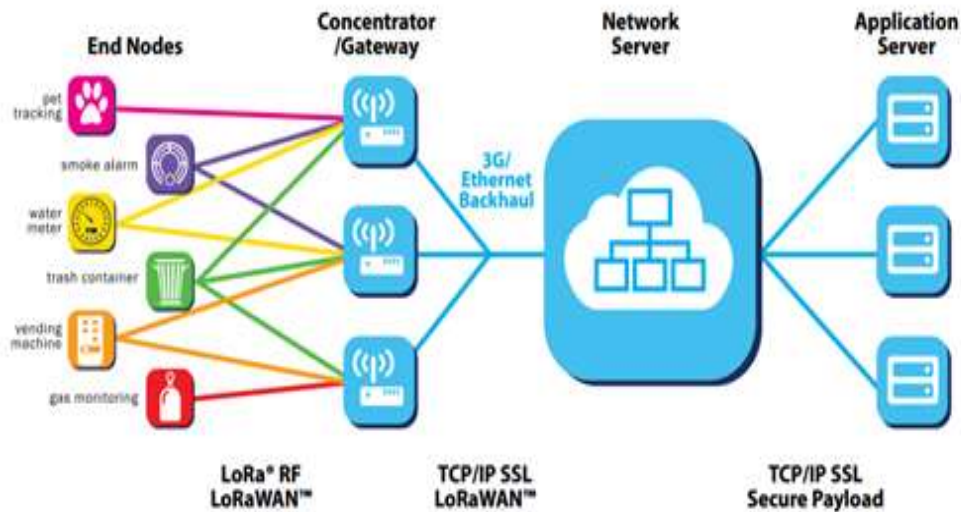 End Nodes
Concentrator
/Gateway
Network
Server
Application
Server
pet
tracking
smoke alarm
water
meter
trash container
vending
machine
gas monitoring
3G/
Ethernet
Backhaul
LoRa® RF
LoRaWAN™
TCP/IP SSL
LoRaWAN™
TCP/IP SSL
Secure Payload